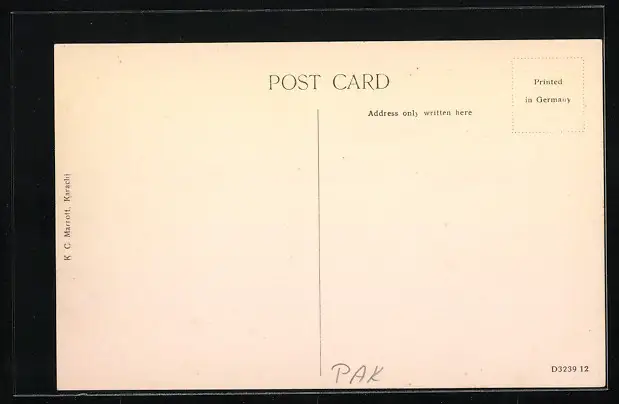 POST CARD
Printed
in Germany
Address only written here
K. C. Marrott, Karachi
PAK
D3239 12